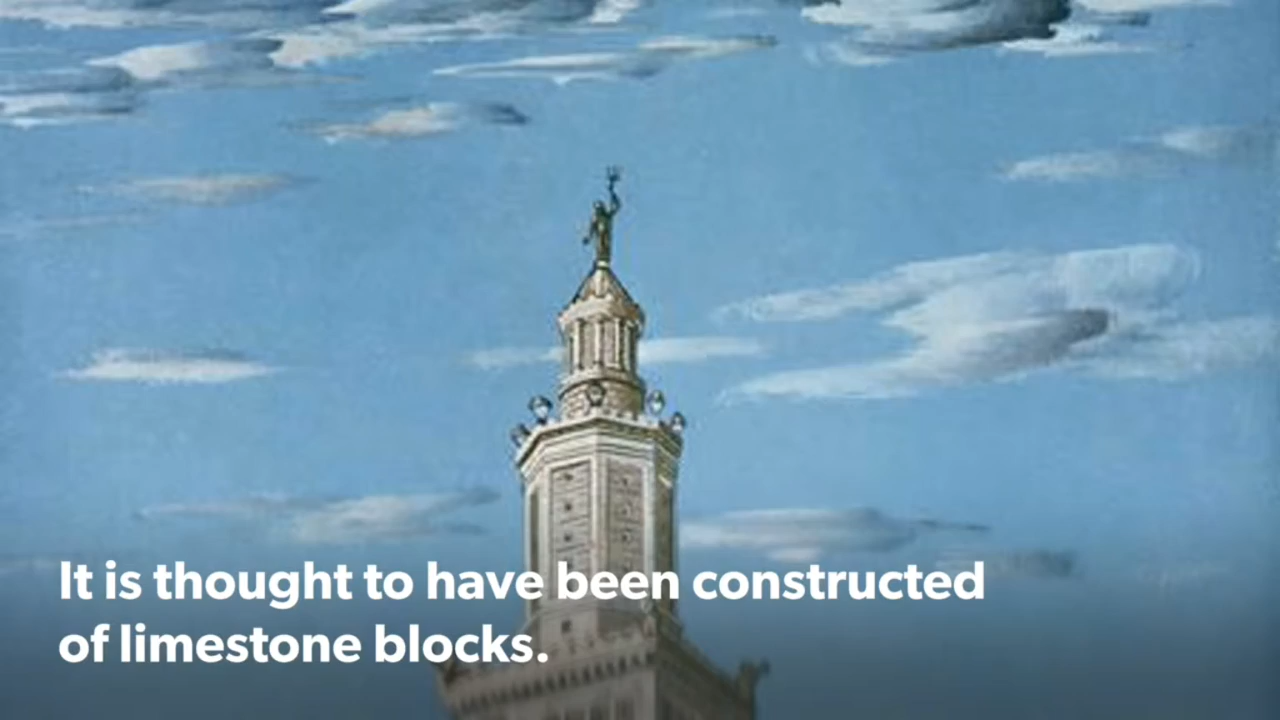 It is thought to have been constructed
of limestone blocks.